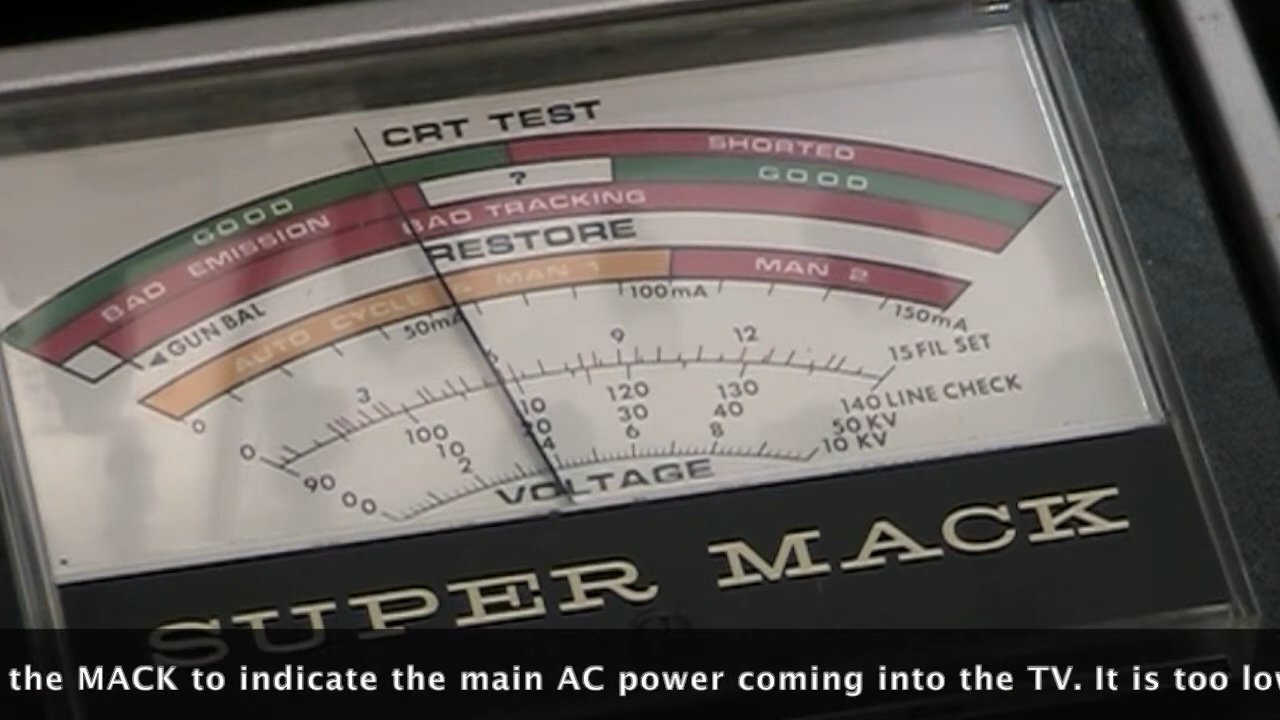 CRT TEST
GOOD SHORTED
BAD EMISSION ? GOOD
BAD TRACKING
GUN BAL RESTORE
AUTO CYCLE MAN 1 MAN 2
0 50mA 100mA 150mA
0 3 6 9 12 15 FIL SET
90 100 120 130 140 LINE CHECK
0 10 20 30 40 50 KV
0 2 4 6 8 10 KV
VOLTAGE
SUPER MACK
the MACK to indicate the main AC power coming into the TV. It is too